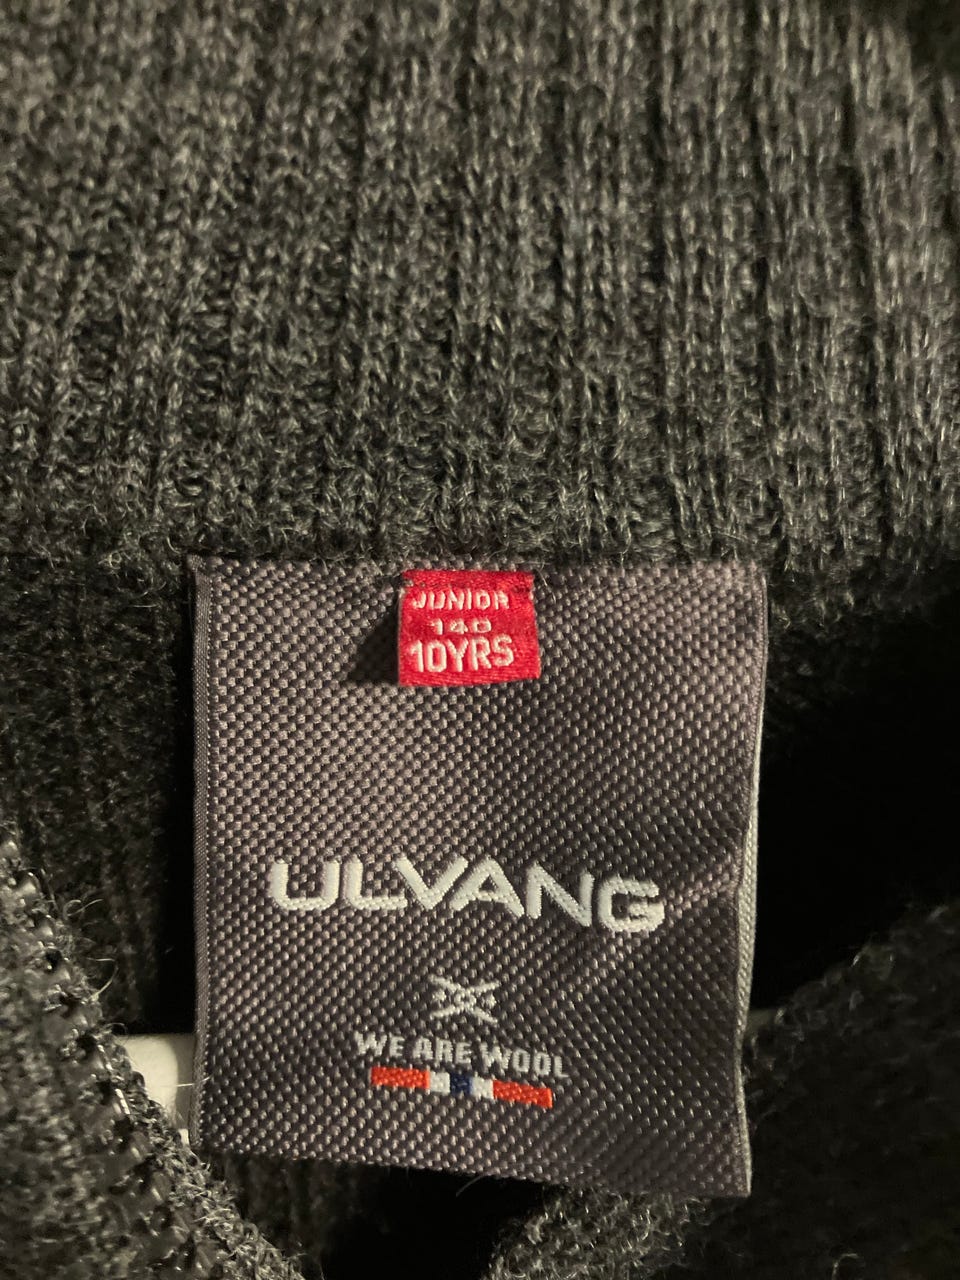 JUNIOR
140
10YRS
ULVANG
WE ARE WOOL